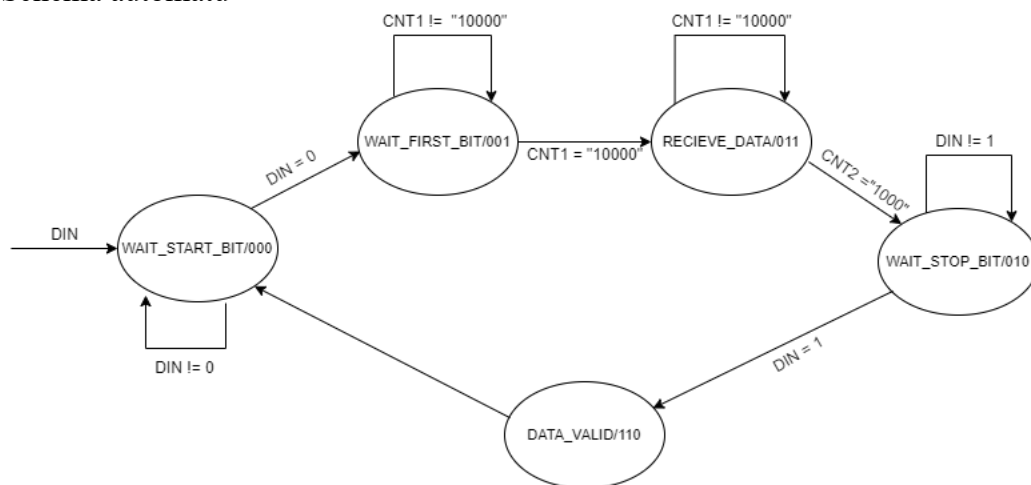 CNT1 != "10000"
CNT1 != "10000"
WAIT_FIRST_BIT/001
CNT1 = "10000"
RECIEVE_DATA/011
DIN != 1
DIN = 0
CNT2 ="1000"
DIN
WAIT_START_BIT/000
WAIT_STOP_BIT/010
DIN != 0
DIN = 1
DATA_VALID/110